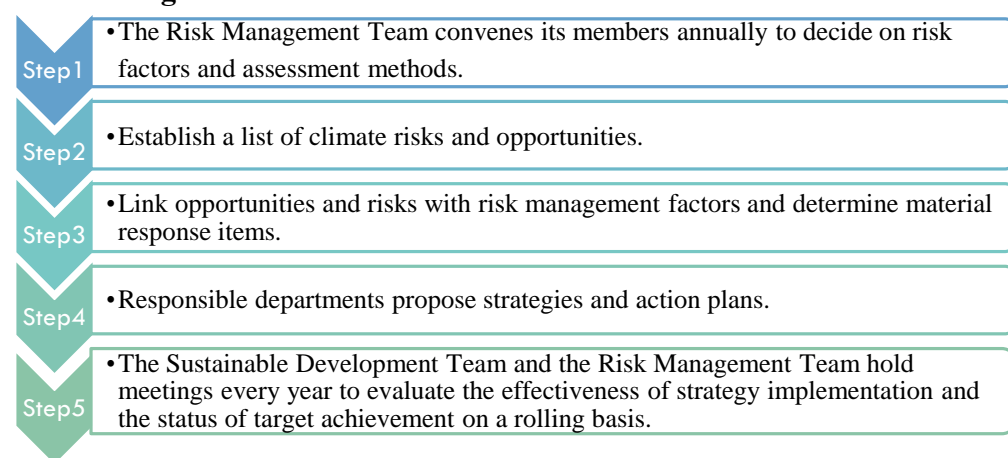 Step1
•The Risk Management Team convenes its members annually to decide on risk
factors and assessment methods.
Step2
•Establish a list of climate risks and opportunities.
Step3
•Link opportunities and risks with risk management factors and determine material
response items.
Step4
•Responsible departments propose strategies and action plans.
Step5
•The Sustainable Development Team and the Risk Management Team hold
meetings every year to evaluate the effectiveness of strategy implementation and
the status of target achievement on a rolling basis.